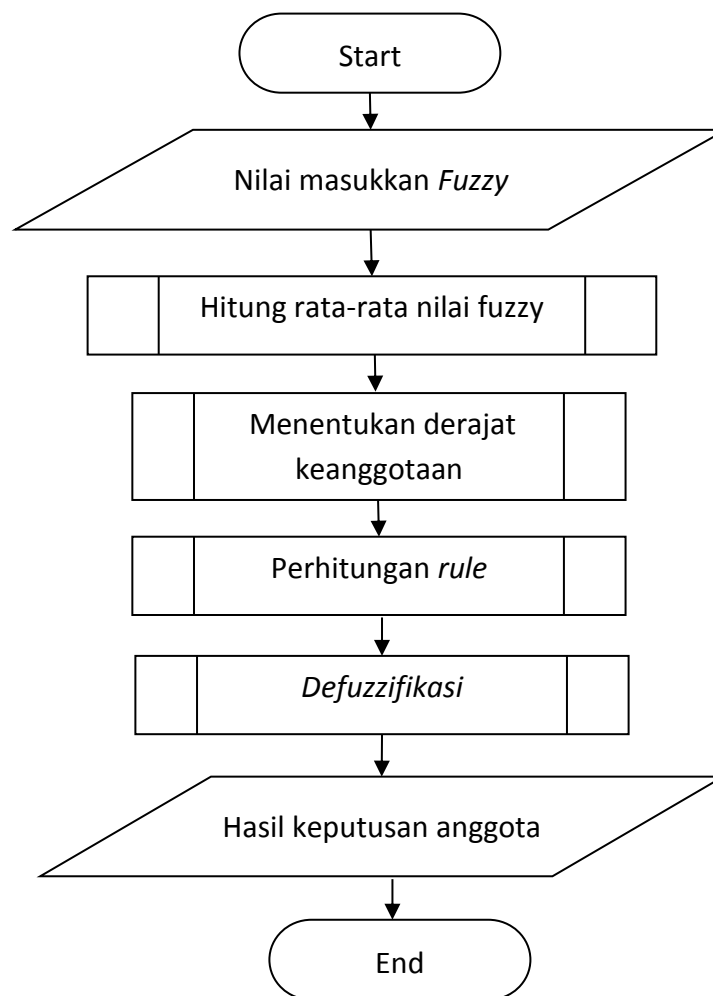 Start
Nilai masukkan Fuzzy
Hitung rata-rata nilai fuzzy
Menentukan derajat
keanggotaan
Perhitungan rule
Defuzzifikasi
Hasil keputusan anggota
End